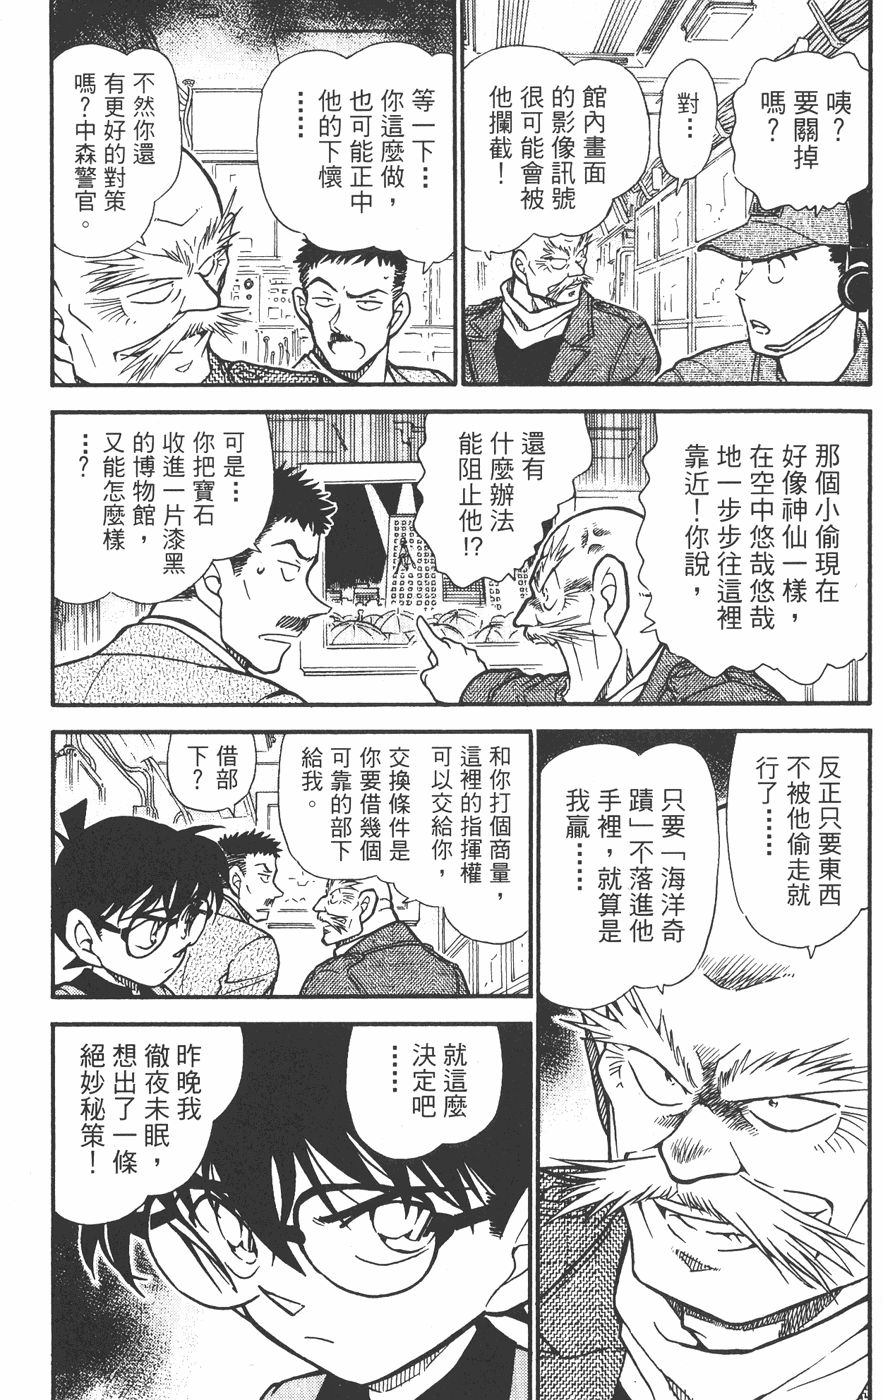 咦？
要關掉
嗎？
對…
館內畫面
的影像訊號
很可能會被
他攔截！
等一下…
你這麼做，
也可能正中
他的下懷
……
不然你還
有更好的對策
嗎？中森警官。
那個小偷現在
好像神仙一樣，
在空中悠哉悠哉
地一步步往這裡
靠近！你說，
還有
什麼辦法
能阻止他!?
可是…
你把寶石
收進一片漆黑
的博物館，
又能怎麼樣
…？
反正只要東西
不被他偷走就
行了……
只要「海洋奇
蹟」不落進他
手裡，就算是
我贏……
和你打個商量，
這裡的指揮權
可以交給你，
交換條件是
你要借幾個
可靠的部下
給我。
借部
下？
就這麼
決定吧
……
昨晚我
徹夜未眠，
想出了一條
絕妙秘策！